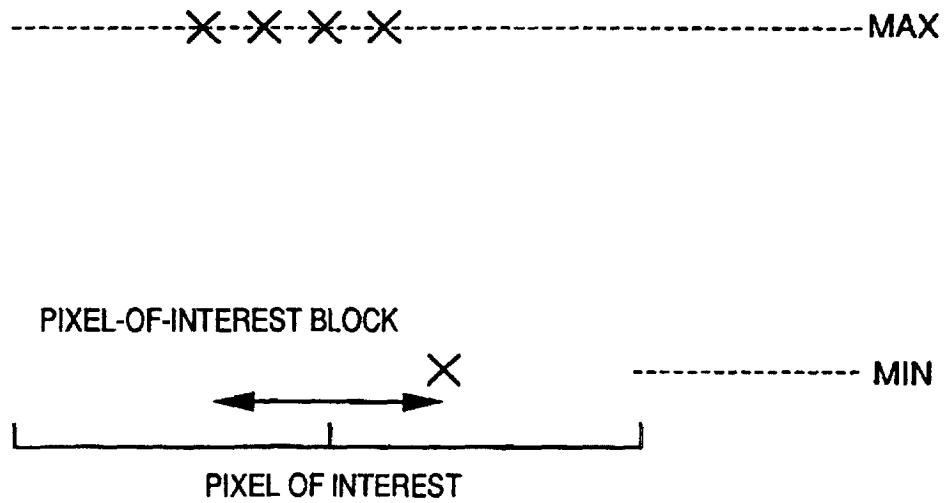 MAX
PIXEL-OF-INTEREST BLOCK
MIN
PIXEL OF INTEREST